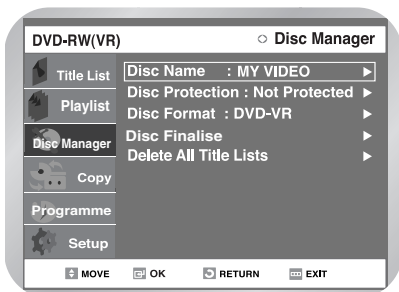 DVD-RW(VR) Disc Manager
Title List
Playlist
Disc Manager
Copy
Programme
Setup
Disc Name : MY VIDEO
Disc Protection : Not Protected
Disc Format : DVD-VR
Disc Finalise
Delete All Title Lists
MOVE OK RETURN EXIT